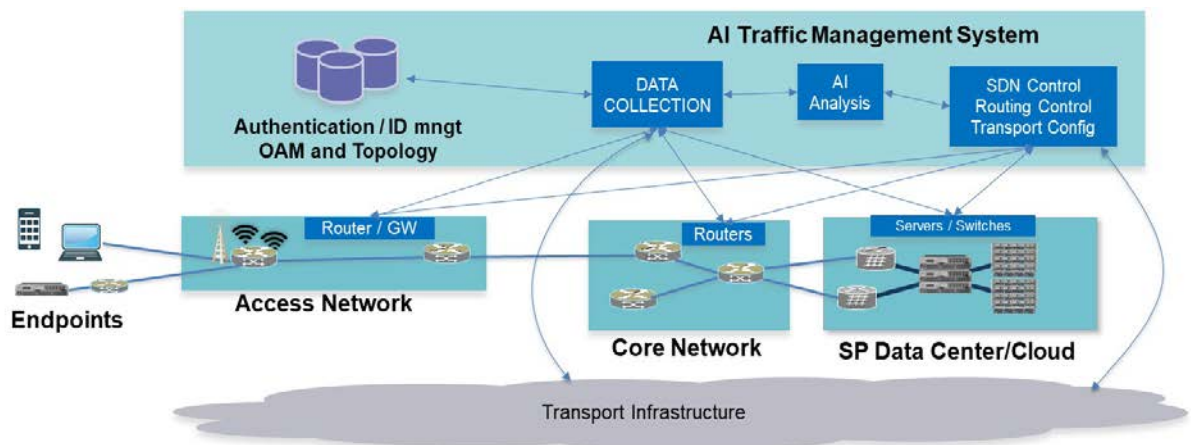 AI Traffic Management System
DATA
COLLECTION
AI
Analysis
SDN Control
Routing Control
Transport Config
Authentication / ID mngt
OAM and Topology
Router / GW
Routers
Servers / Switches
Access Network
Endpoints
Core Network
SP Data Center/Cloud
Transport Infrastructure